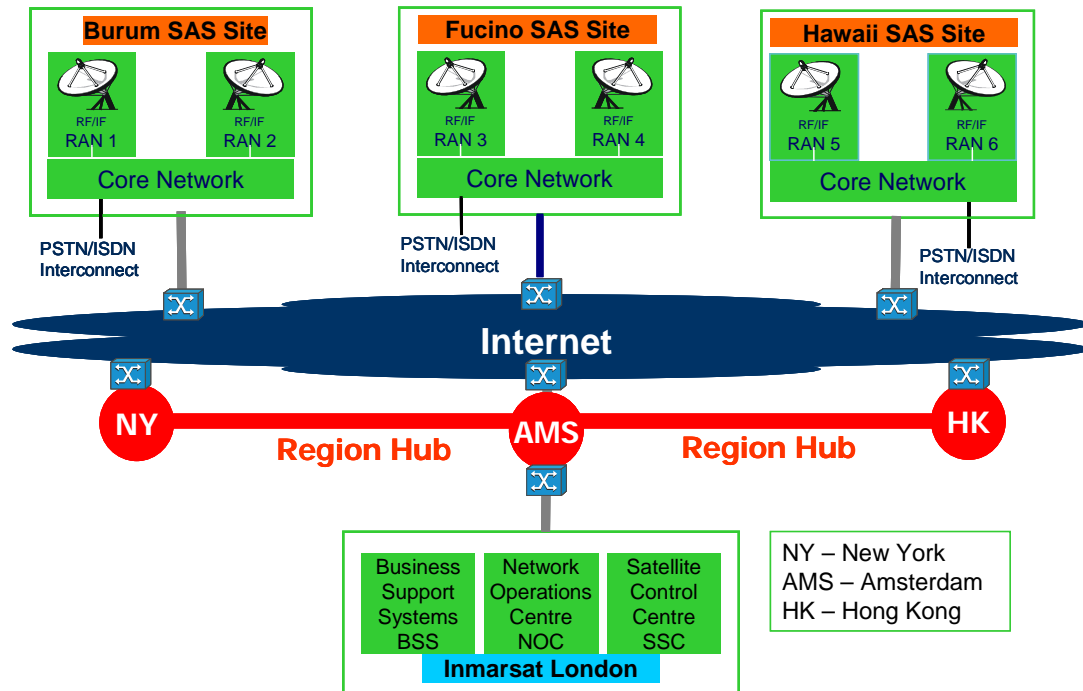 Burum SAS Site
Fucino SAS Site
Hawaii SAS Site
RF/IF
RAN 1
RF/IF
RAN 2
RF/IF
RAN 3
RF/IF
RAN 4
RF/IF
RAN 5
RF/IF
RAN 6
Core Network
Core Network
Core Network
PSTN/ISDN
Interconnect
PSTN/ISDN
Interconnect
PSTN/ISDN
Interconnect
Internet
NY
AMS
HK
Region Hub
Region Hub
Business
Support
Systems
BSS
Network
Operations
Centre
NOC
Satellite
Control
Centre
SSC
Inmarsat London
NY – New York
AMS – Amsterdam
HK – Hong Kong